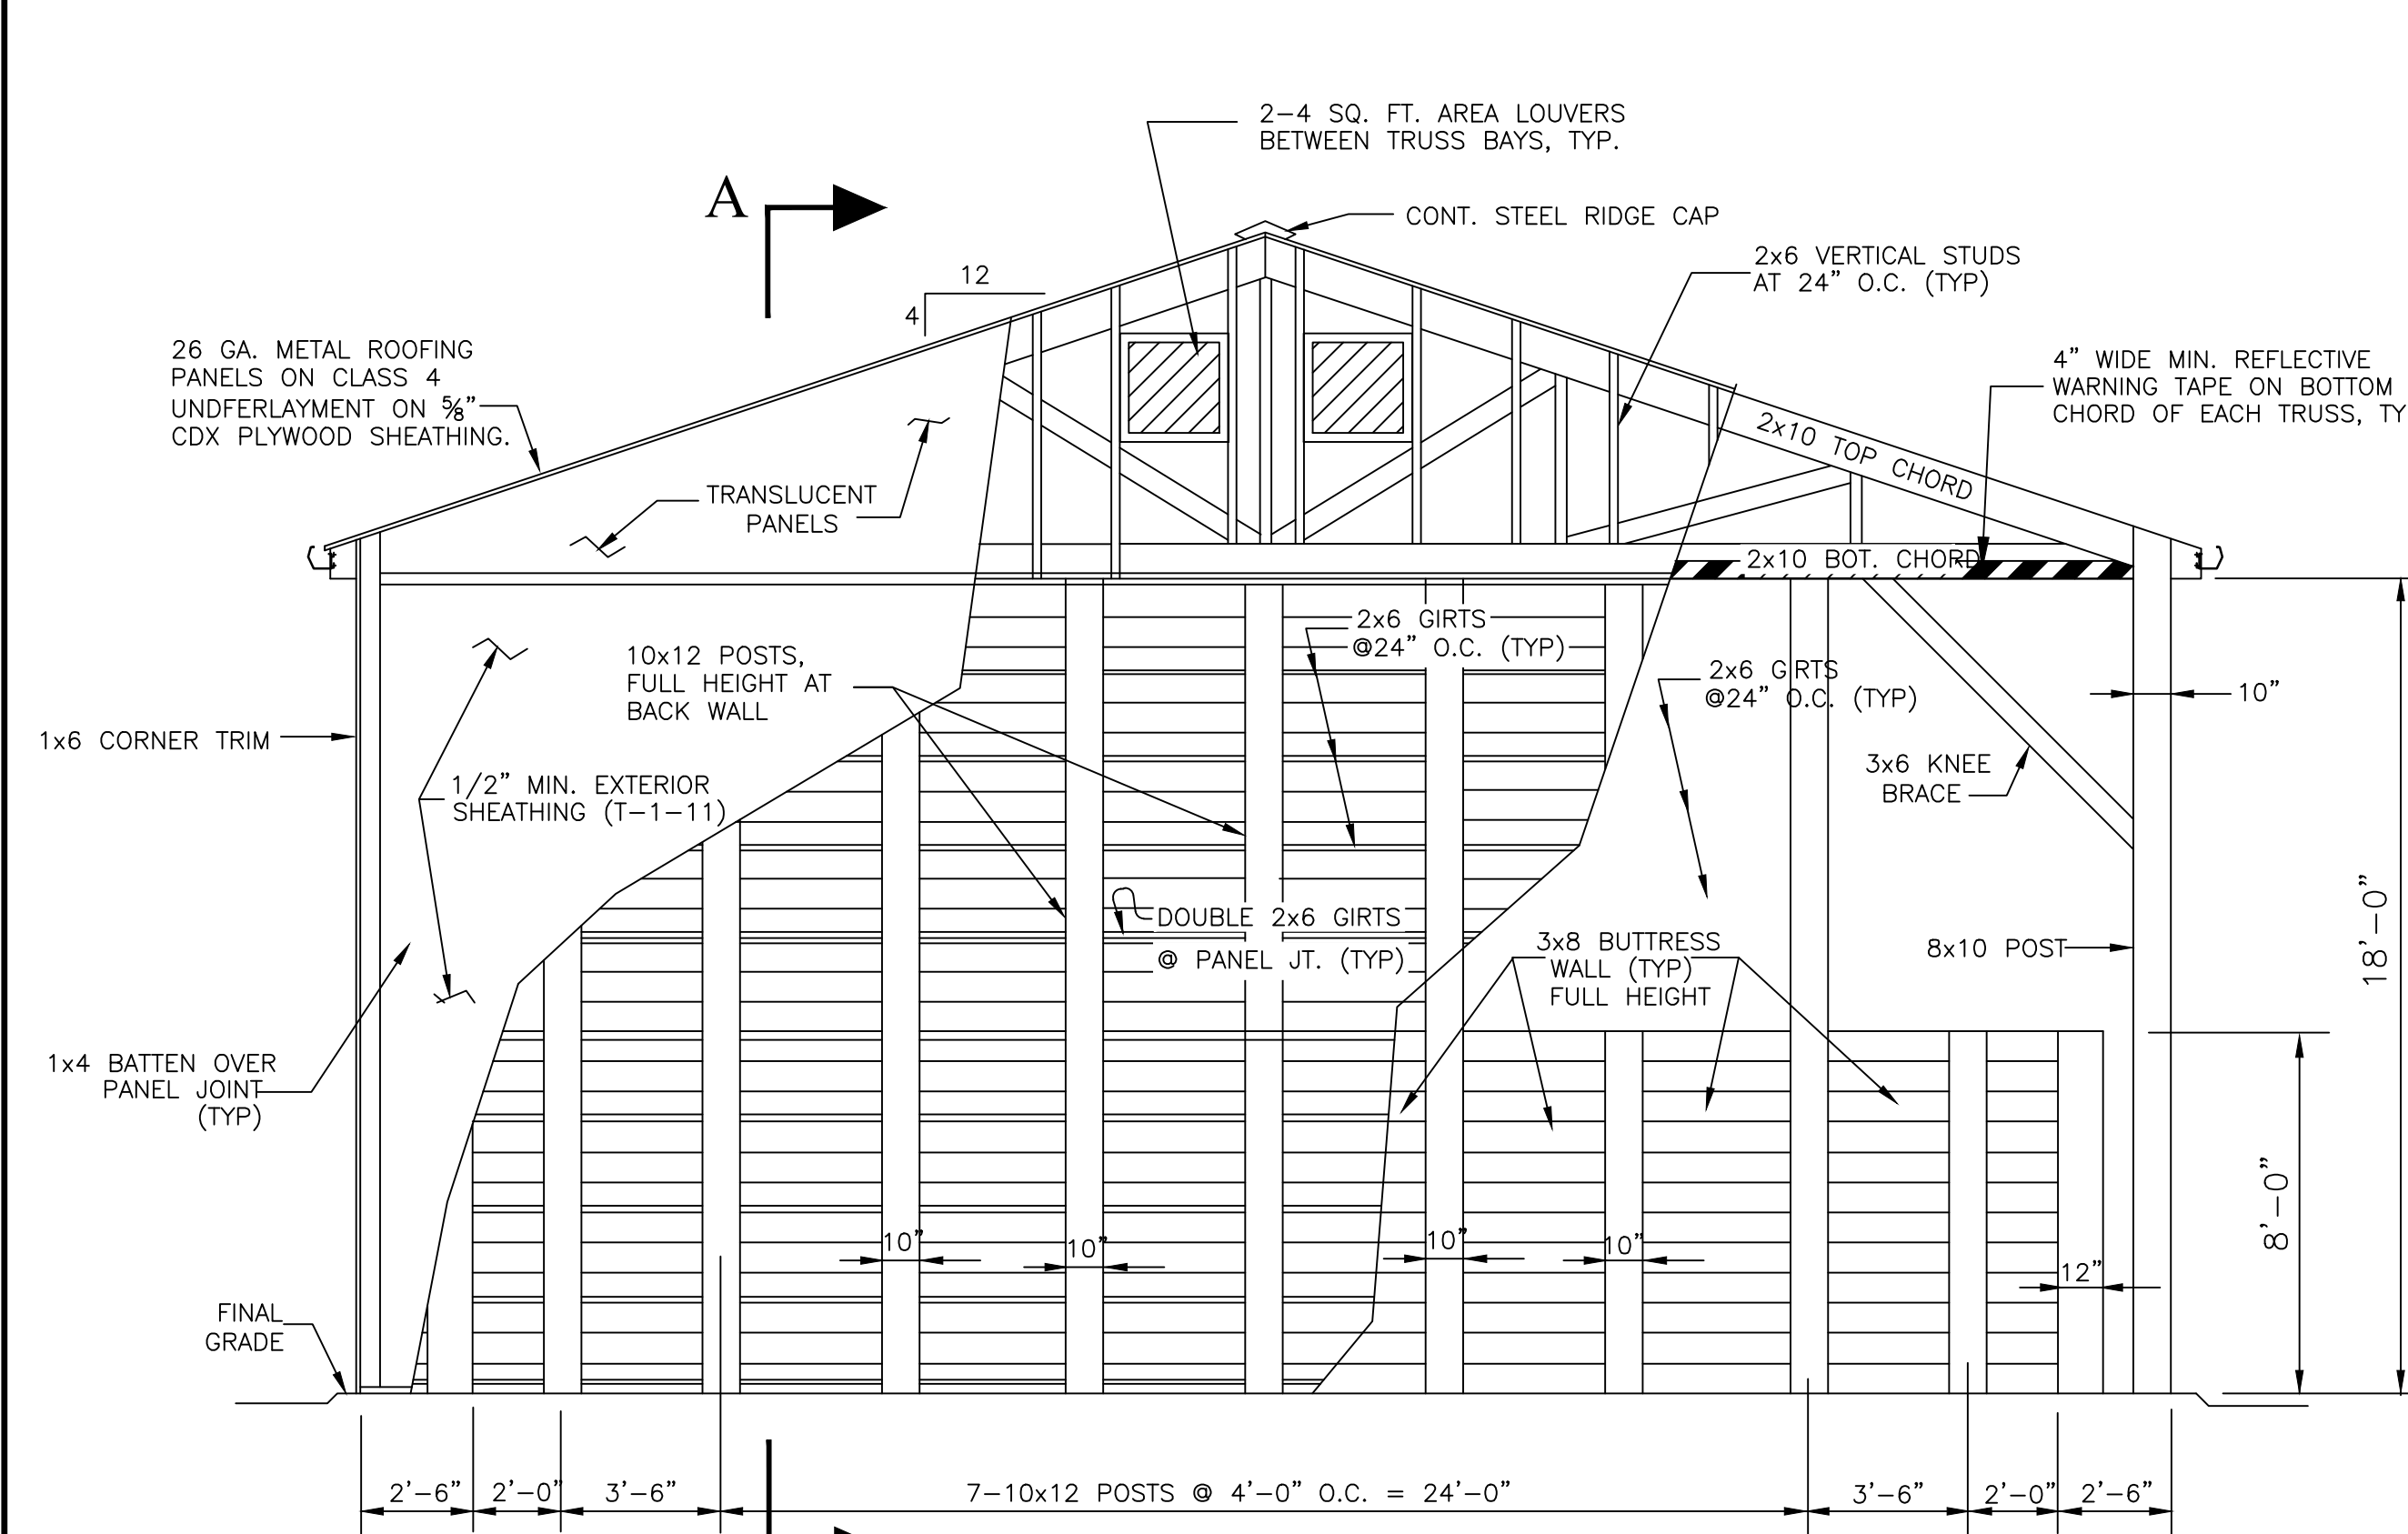 2-4 SQ. FT. AREA LOUVERS
BETWEEN TRUSS BAYS, TYP.
A
CONT. STEEL RIDGE CAP
12
4
2x6 VERTICAL STUDS
AT 24" O.C. (TYP)
26 GA. METAL ROOFING
PANELS ON CLASS 4
UNDFERLAYMENT ON ⅝"
CDX PLYWOOD SHEATHING.
4" WIDE MIN. REFLECTIVE
WARNING TAPE ON BOTTOM
CHORD OF EACH TRUSS, TY
2x10 TOP CHORD
TRANSLUCENT
PANELS
2x10 BOT. CHORD
10x12 POSTS,
FULL HEIGHT AT
BACK WALL
2x6 GIRTS
@24" O.C. (TYP)
2x6 GIRTS
@24" O.C. (TYP)
10"
1x6 CORNER TRIM
1/2" MIN. EXTERIOR
SHEATHING (T-1-11)
3x6 KNEE
BRACE
DOUBLE 2x6 GIRTS
@ PANEL JT. (TYP)
3x8 BUTTRESS
WALL (TYP)
FULL HEIGHT
8x10 POST
18'-0"
1x4 BATTEN OVER
PANEL JOINT
(TYP)
8'-0"
10"
10"
10"
10"
12"
FINAL
GRADE
2'-6"
2'-0"
3'-6"
7-10x12 POSTS @ 4'-0" O.C. = 24'-0"
3'-6"
2'-0"
2'-6"